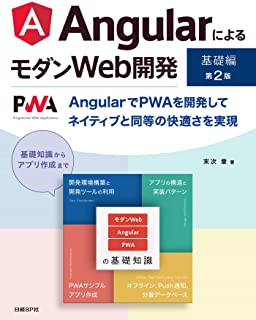 A Angularによる
モダンWeb開発
基礎編
第2版
PWA
Progressive Web Application
AngularでPWAを開発して
ネイティブと同等の快適さを実現
基礎知識から
アプリ作成まで
末次 章 著
開発環境構築と
開発ツールの利用
アプリの構造と
実装パターン
モダンWeb
Angular
PWA
の基礎知識
PWAサンプル
アプリ作成
オフライン、Push通知、
分散データベース
日経BP社